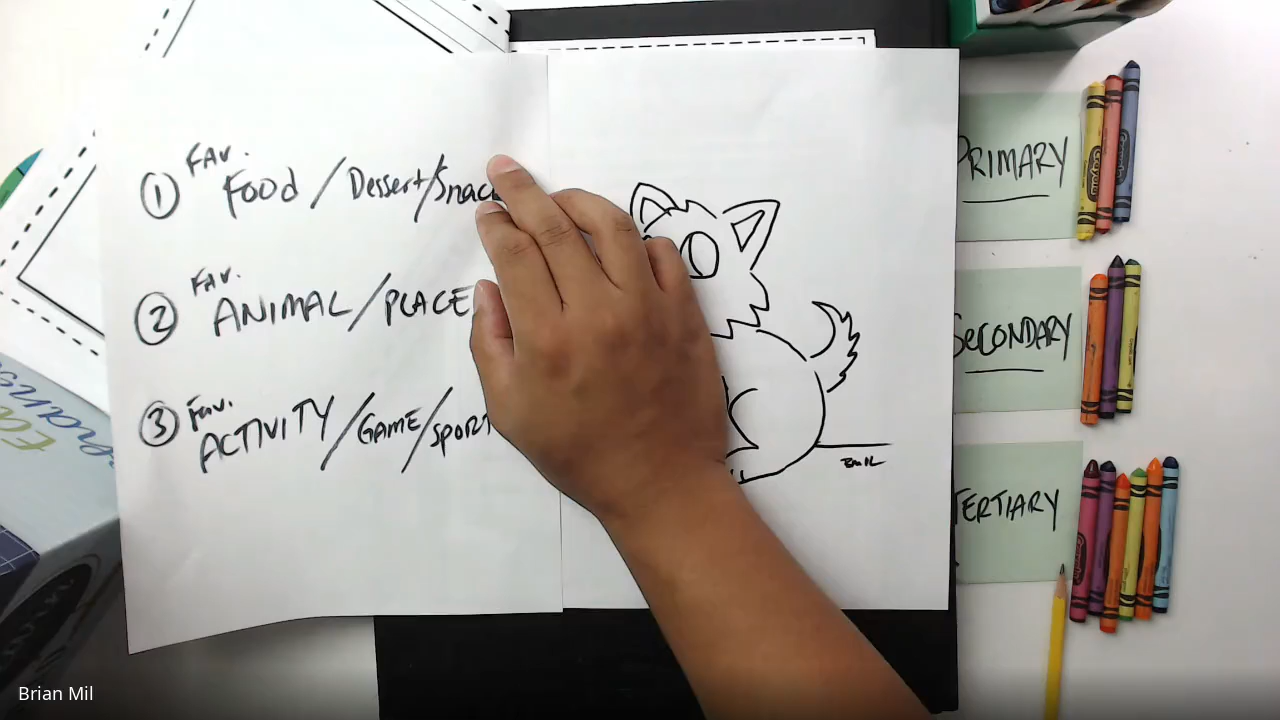 ① FAV.
FOOD / Dessert/Snac
② FAV.
ANIMAL/PLACE
③ FAV.
ACTIVITY/GAME/SPORT
BMIL
PRIMARY
SECONDARY
TERTIARY
Brian Mil